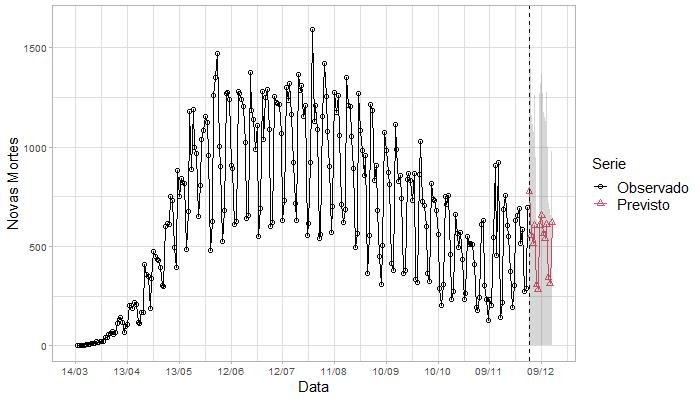 Novas Mortes
1500
1000
500
0
14/03 13/04 13/05 12/06 12/07 11/08 10/09 10/10 09/11 09/12
Data
Serie
Observado
Previsto